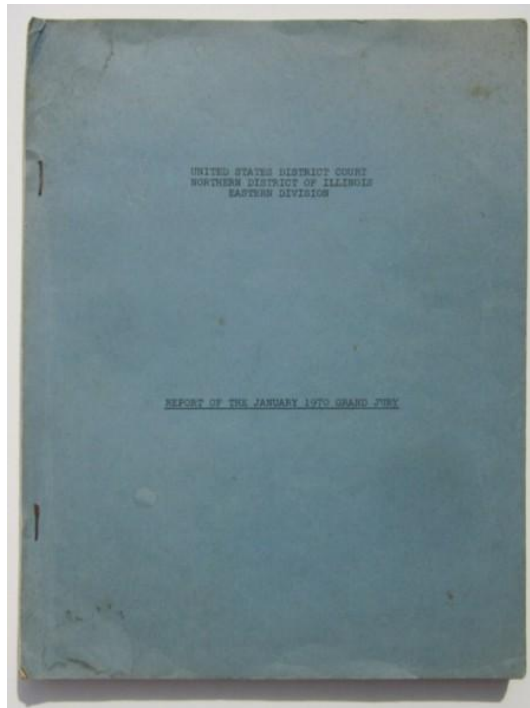 UNITED STATES DISTRICT COURT
NORTHERN DISTRICT OF ILLINOIS
EASTERN DIVISION
REPORT OF THE JANUARY 1970 GRAND JURY